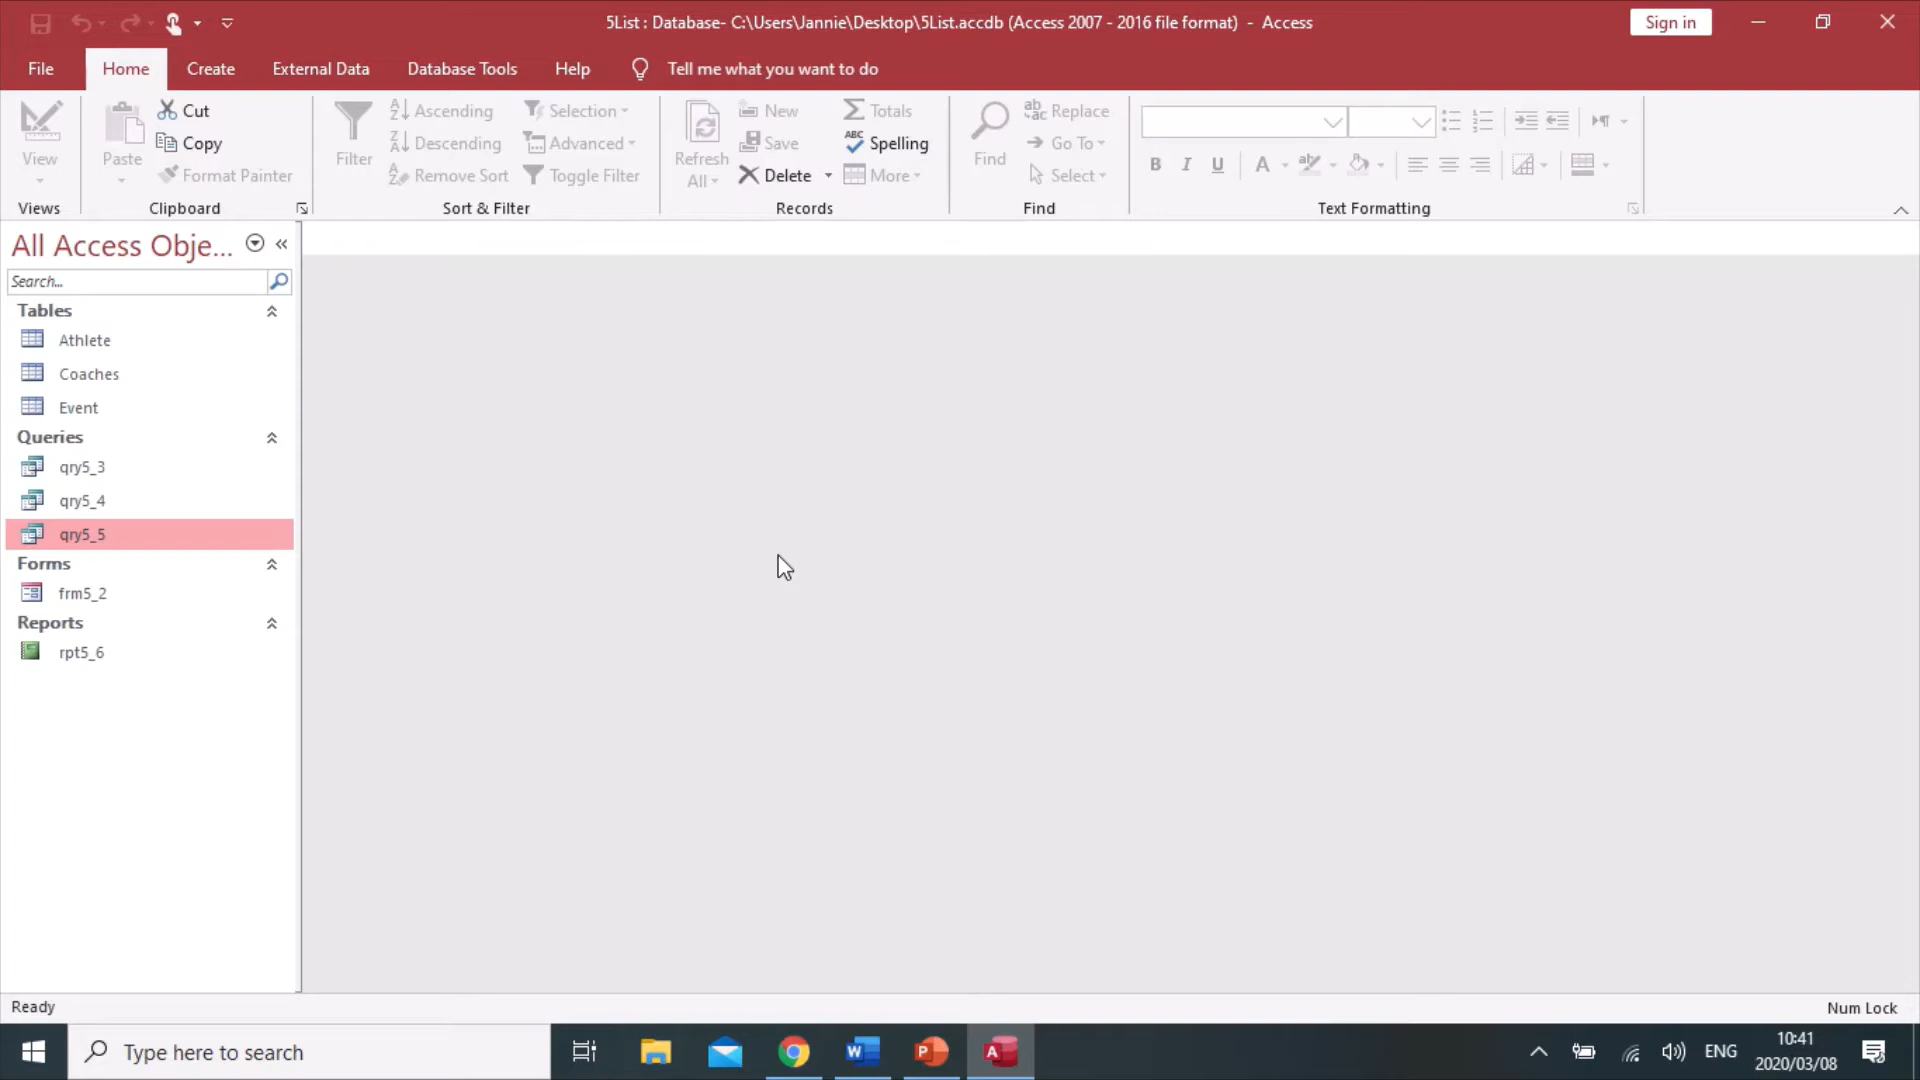 5List : Database- C:\Users\Jannie\Desktop\5List.accdb (Access 2007 - 2016 file format) - Access
Sign in
File Home Create External Data Database Tools Help Tell me what you want to do
View
Views
Paste
Cut
Copy
Format Painter
Clipboard
Filter
Ascending
Descending
Remove Sort
Selection
Advanced
Toggle Filter
Sort & Filter
Refresh
All
New
Save
Delete
Totals
Spelling
More
Records
Find
Replace
Go To
Select
Find
B I U A
Text Formatting
All Access Obje...
Search...
Tables
Athlete
Coaches
Event
Queries
qry5_3
qry5_4
qry5_5
Forms
frm5_2
Reports
rpt5_6
Ready
Num Lock
Type here to search
ENG
10:41
2020/03/08